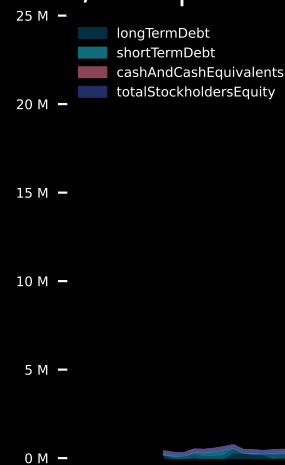 25 M
longTermDebt
shortTermDebt
cashAndCashEquivalents
totalStockholdersEquity
20 M
15 M
10 M
5 M
0 M